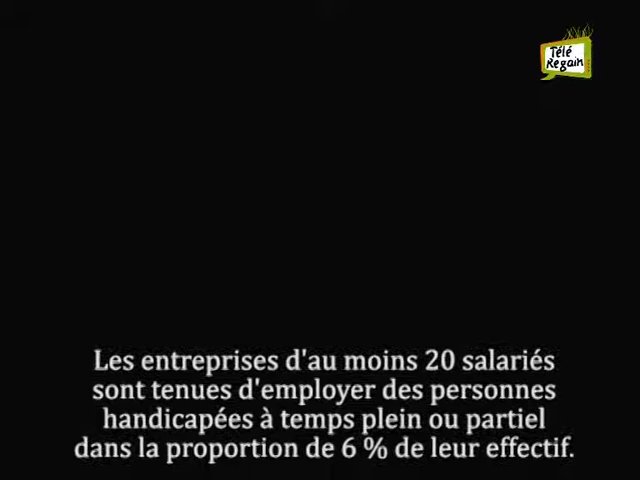 Télé
Regain
Les entreprises d'au moins 20 salariés
sont tenues d'employer des personnes
handicapées à temps plein ou partiel
dans la proportion de 6 % de leur effectif.